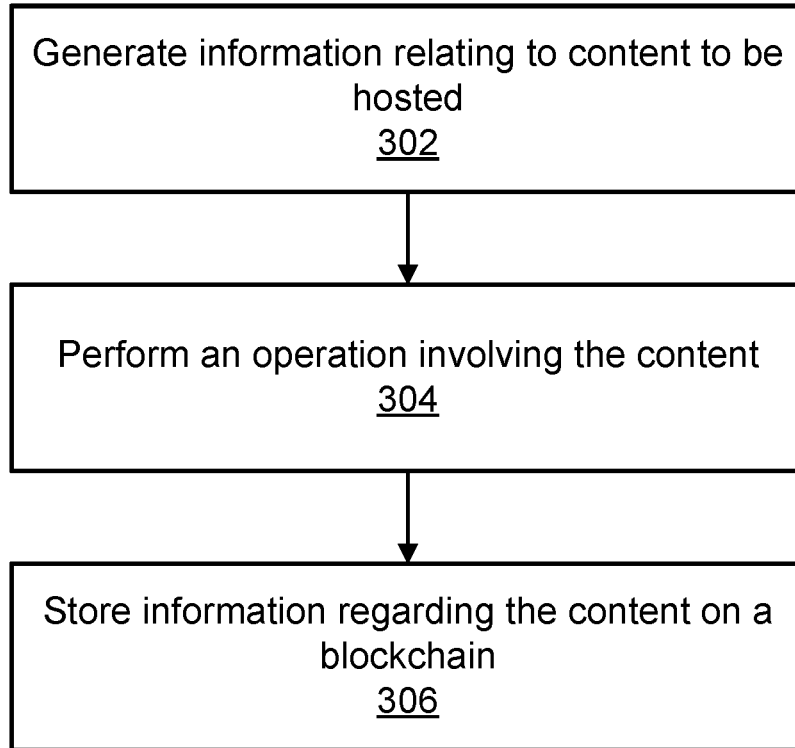 Generate information relating to content to be
hosted
302
Perform an operation involving the content
304
Store information regarding the content on a
blockchain
306